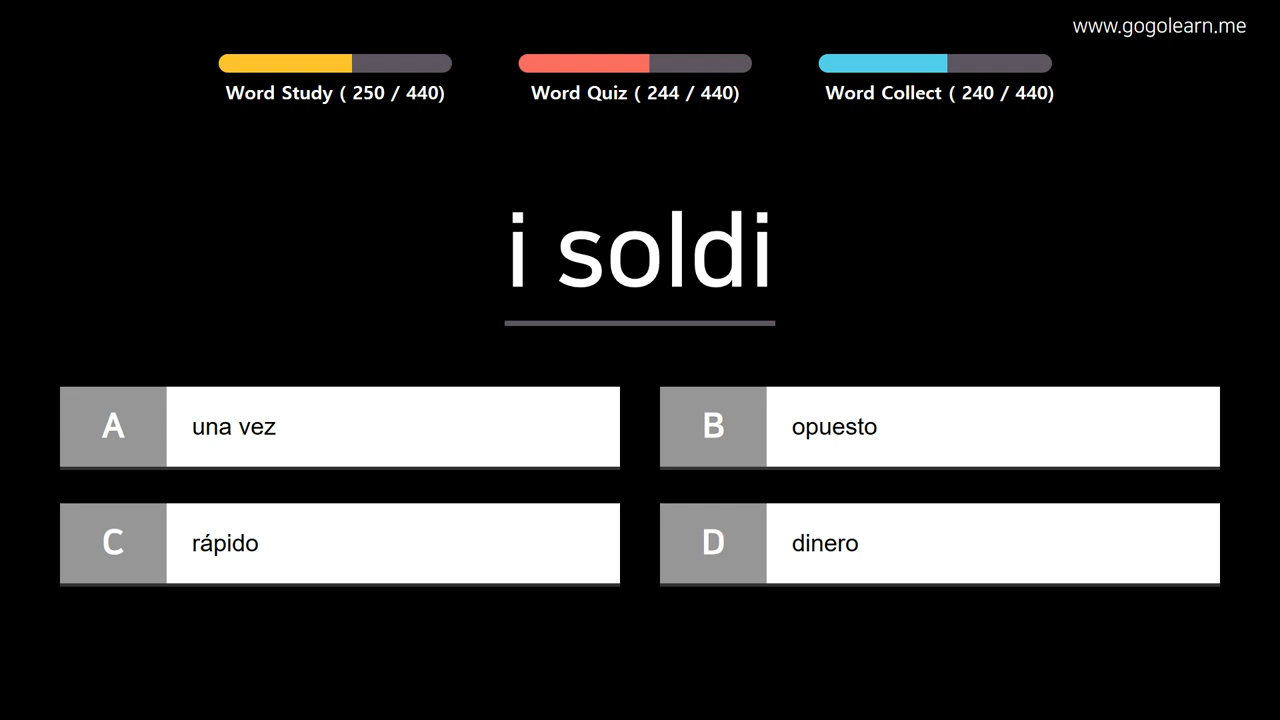 www.gogolearn.me
Word Study ( 250 / 440)
Word Quiz ( 244 / 440)
Word Collect ( 240 / 440)
i soldi
A
una vez
B
opuesto
C
rápido
D
dinero